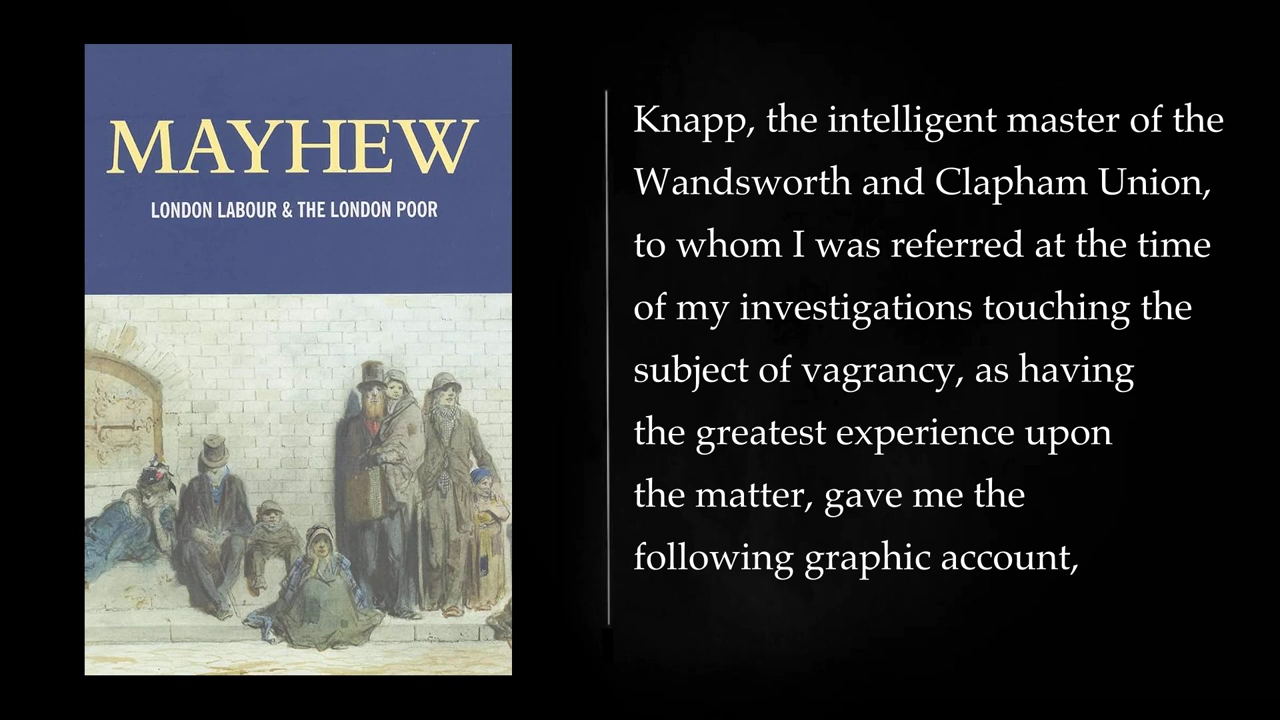 MAYHEW
LONDON LABOUR & THE LONDON POOR
Knapp, the intelligent master of the
Wandsworth and Clapham Union,
to whom I was referred at the time
of my investigations touching the
subject of vagrancy, as having
the greatest experience upon
the matter, gave me the
following graphic account,